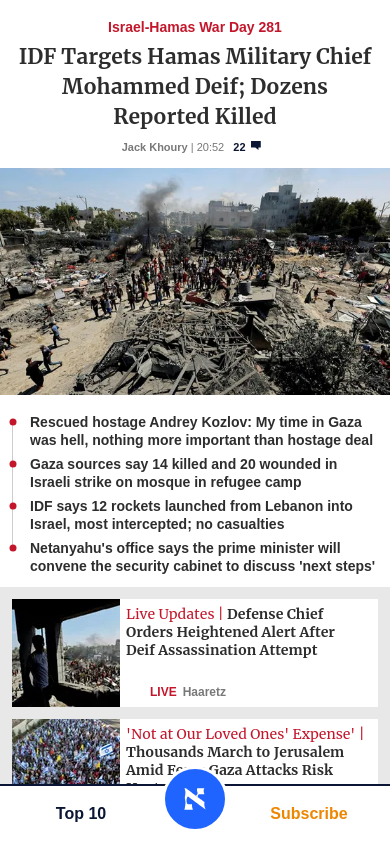 Israel-Hamas War Day 281
IDF Targets Hamas Military Chief
Mohammed Deif; Dozens
Reported Killed
Jack Khoury | 20:52 22
Rescued hostage Andrey Kozlov: My time in Gaza
was hell, nothing more important than hostage deal
Gaza sources say 14 killed and 20 wounded in
Israeli strike on mosque in refugee camp
IDF says 12 rockets launched from Lebanon into
Israel, most intercepted; no casualties
Netanyahu's office says the prime minister will
convene the security cabinet to discuss 'next steps'
Live Updates | Defense Chief
Orders Heightened Alert After
Deif Assassination Attempt
LIVE Haaretz
'Not at Our Loved Ones' Expense' |
Thousands March to Jerusalem
Amid Gaza Attacks Risk
Top 10
Subscribe